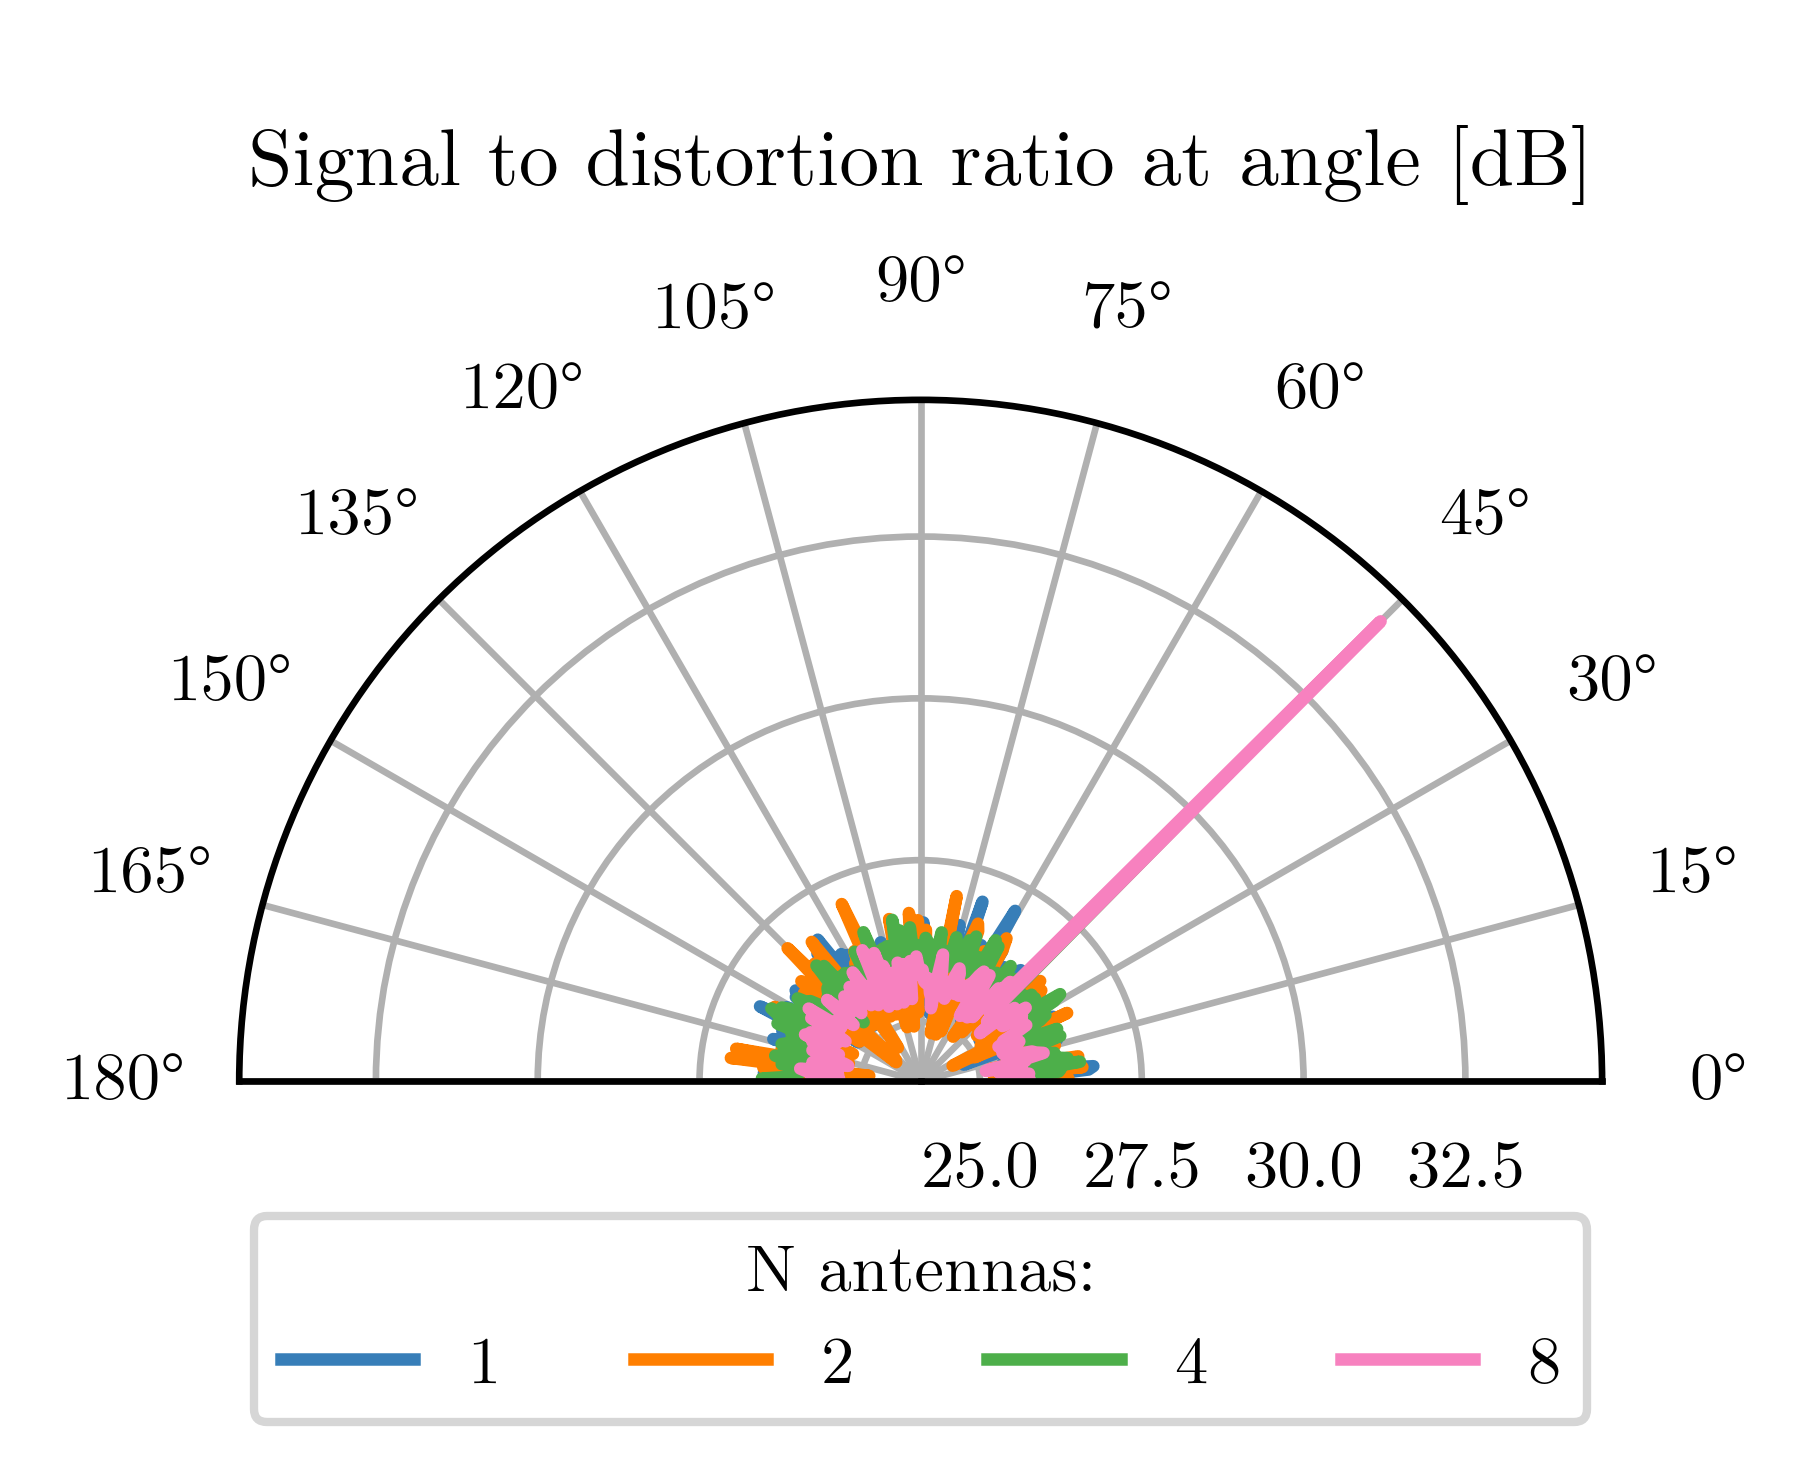 Signal to distortion ratio at angle [dB]
90°
105° 75°
120° 60°
135° 45°
150° 30°
165° 15°
180° 0°
25.0 27.5 30.0 32.5
N antennas:
1 2 4 8